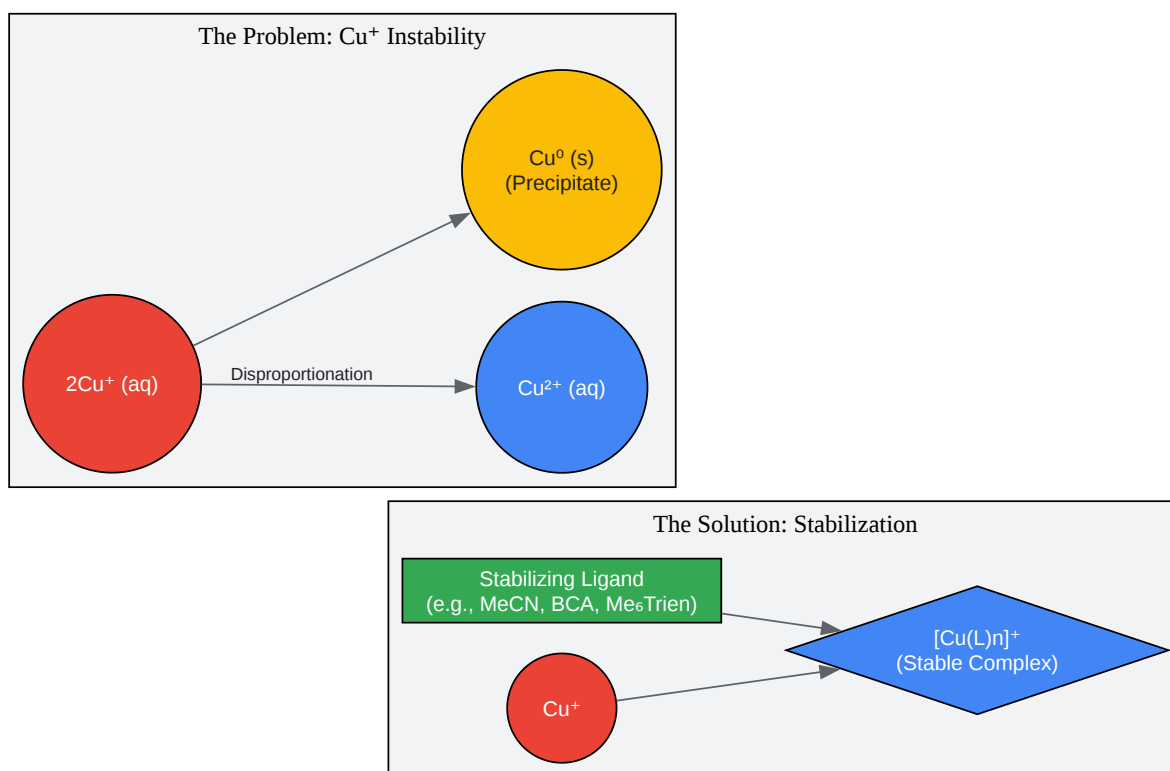 The Problem: Cu⁺ Instability
Cu⁰ (s)
(Precipitate)
2Cu⁺ (aq)
Disproportionation
Cu²⁺ (aq)
The Solution: Stabilization
Stabilizing Ligand
(e.g., MeCN, BCA, Me₆Trien)
[Cu(L)n]⁺
(Stable Complex)
Cu⁺